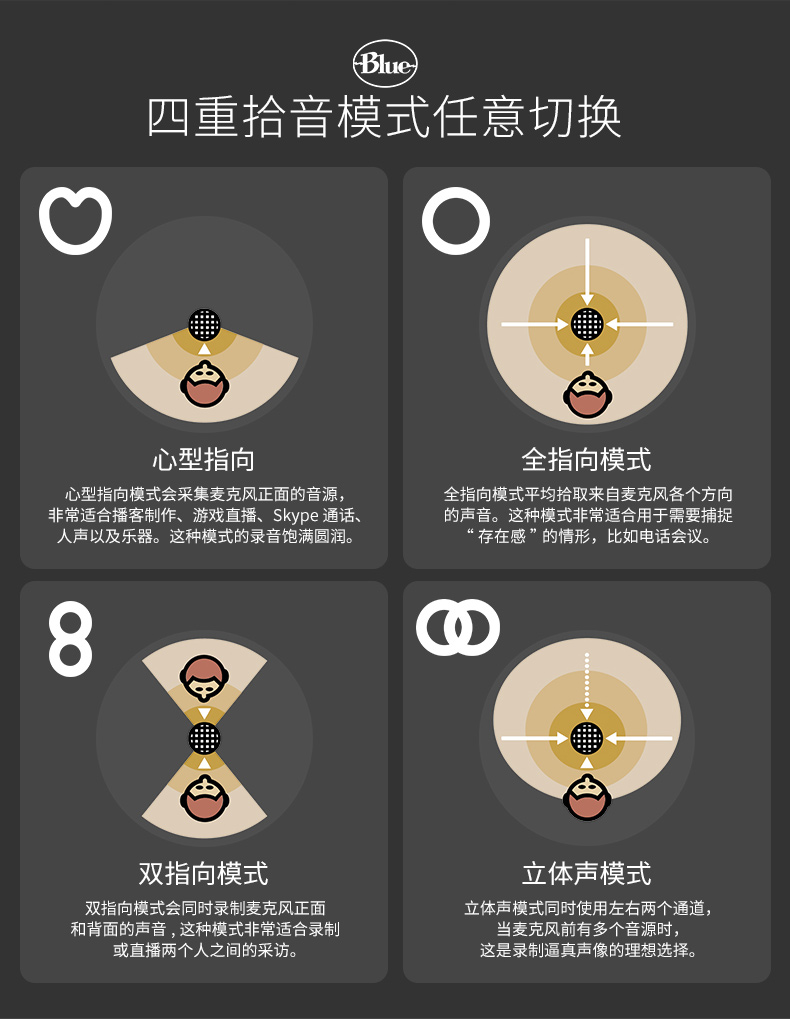 Blue
四重拾音模式任意切换
心型指向
心型指向模式会采集麦克风正面的音源，
非常适合播客制作、游戏直播、Skype 通话、
人声以及乐器。这种模式的录音饱满圆润。
全指向模式
全指向模式平均拾取来自麦克风各个方向
的声音。这种模式非常适合用于需要捕捉
“ 存在感 ” 的情形，比如电话会议。
双指向模式
双指向模式会同时录制麦克风正面
和背面的声音 , 这种模式非常适合录制
或直播两个人之间的采访。
立体声模式
立体声模式同时使用左右两个通道，
当麦克风前有多个音源时，
这是录制逼真声像的理想选择。